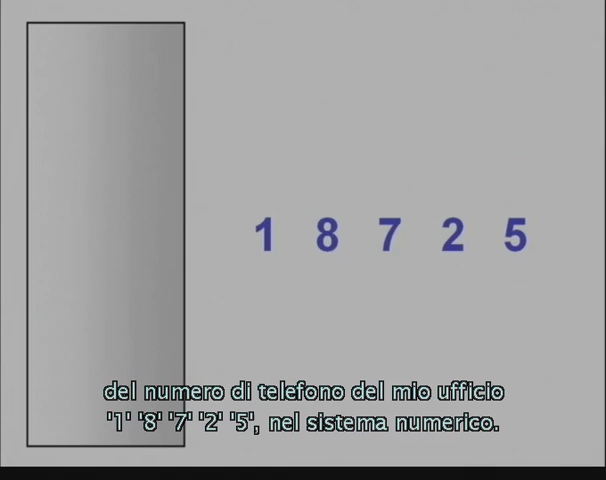 1 8 7 2 5
del numero di telefono del mio ufficio
'1' '8' '7' '2' '5', nel sistema numerico.